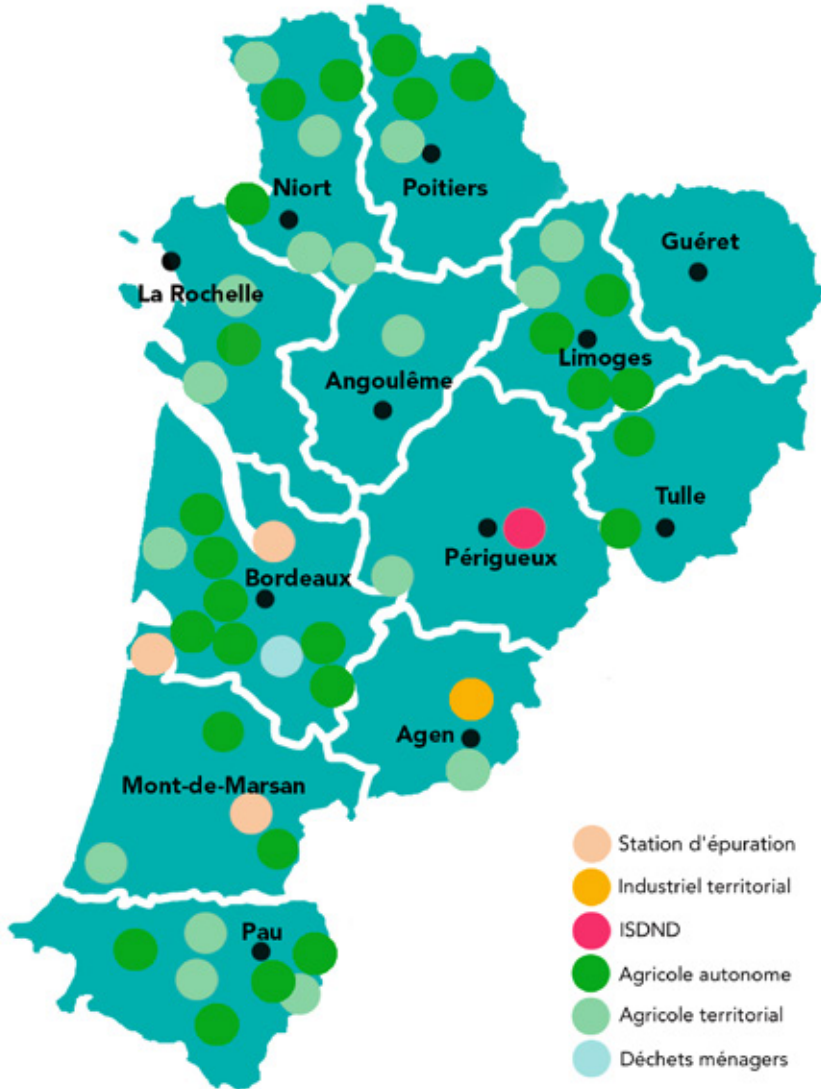 Niort
Poitiers
Guéret
La Rochelle
Limoges
Angoulême
Tulle
Périgueux
Bordeaux
Agen
Mont-de-Marsan
Pau
Station d'épuration
Industriel territorial
ISDND
Agricole autonome
Agricole territorial
Déchets ménagers